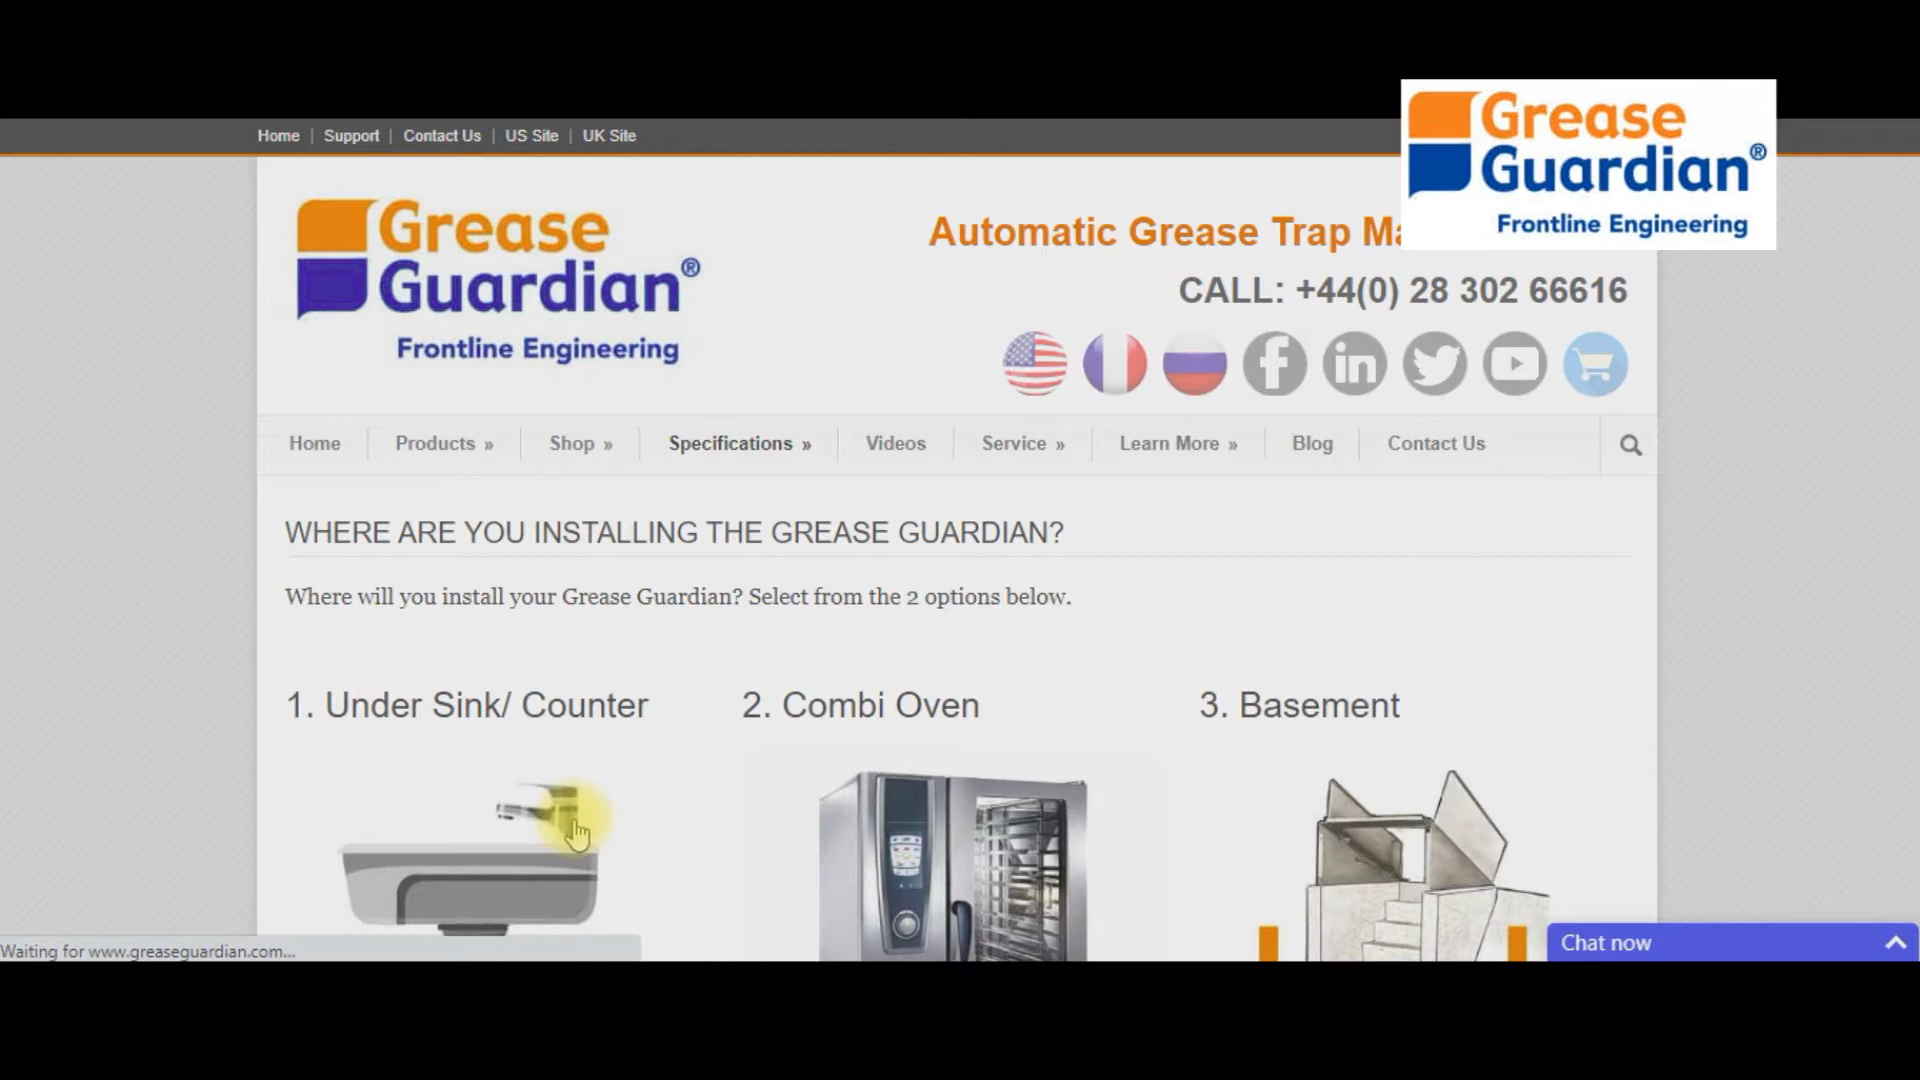 Home | Support | Contact Us | US Site | UK Site
Grease
Guardian®
Frontline Engineering
Grease
Guardian®
Frontline Engineering
Automatic Grease Trap Ma
CALL: +44(0) 28 302 66616
Home Products » Shop » Specifications » Videos Service » Learn More » Blog Contact Us
WHERE ARE YOU INSTALLING THE GREASE GUARDIAN?
Where will you install your Grease Guardian? Select from the 2 options below.
1. Under Sink/ Counter
2. Combi Oven
3. Basement
Waiting for www.greaseguardian.com...
Chat now